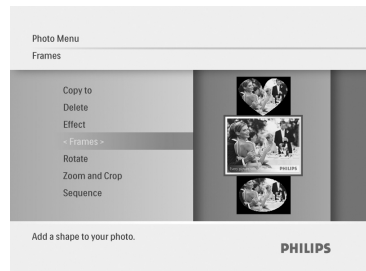 Photo Menu
Frames
Copy to
Delete
Effect
< Frames >
Rotate
Zoom and Crop
Sequence
PHILIPS
Add a shape to your photo.
PHILIPS